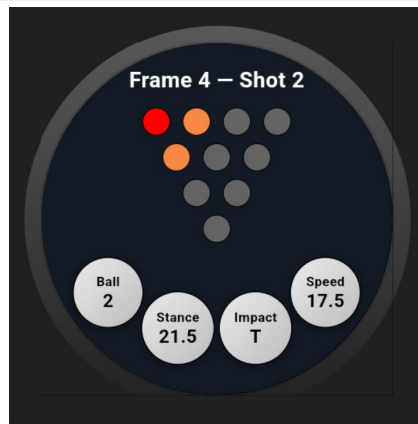 Frame 4 — Shot 2
Ball
2
Stance
21.5
Impact
T
Speed
17.5